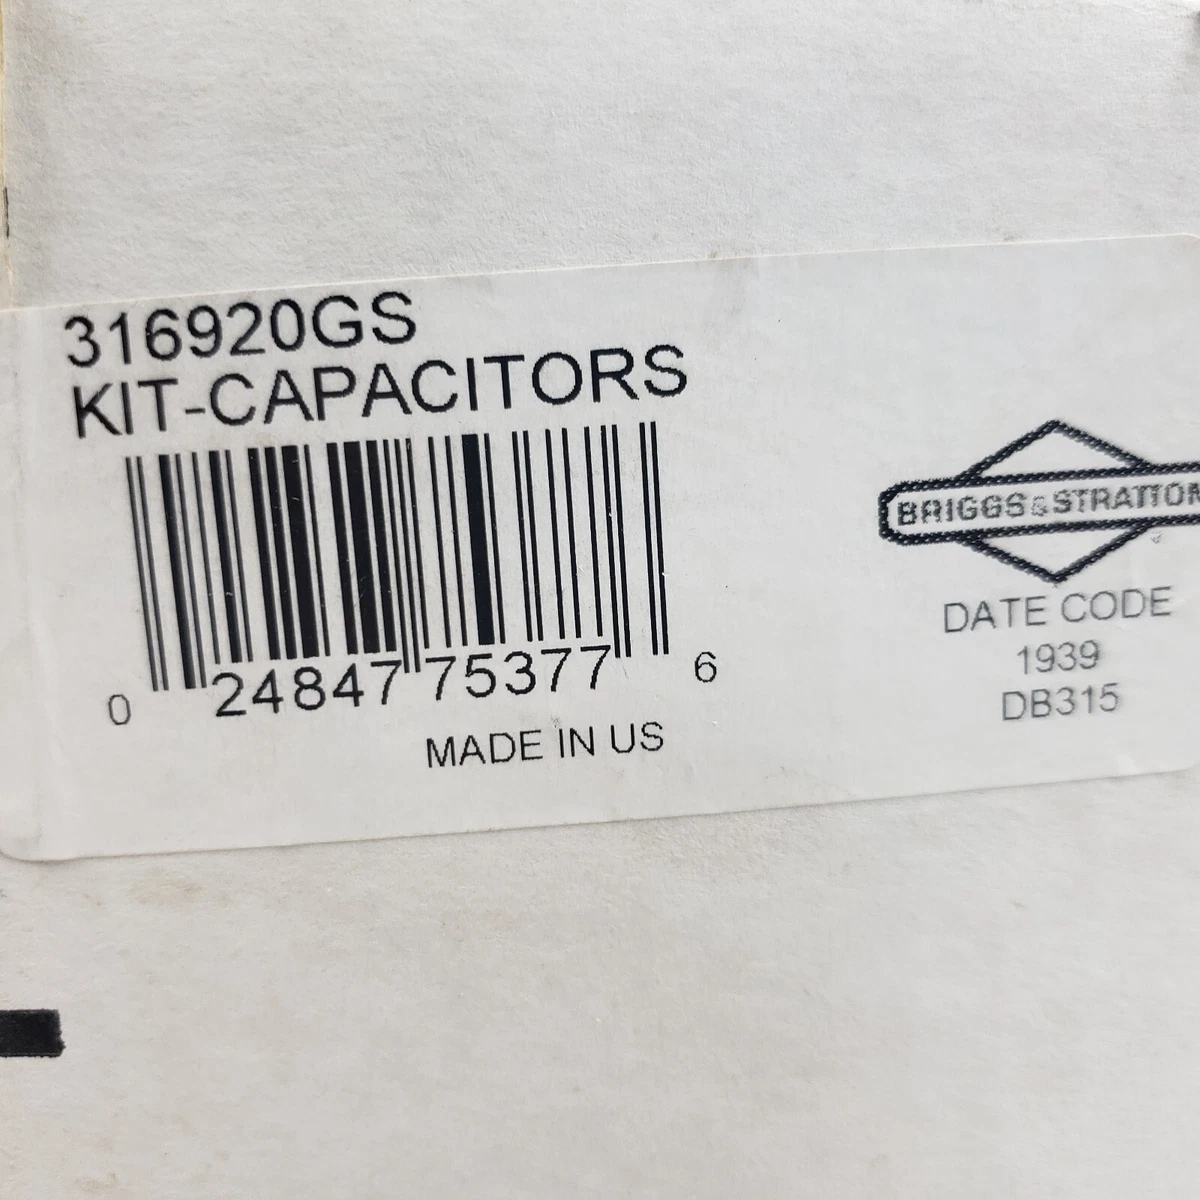 316920GS
KIT-CAPACITORS
0 24847 75377 6
MADE IN US
BRIGGS&STRATTON
DATE CODE
1939
DB315